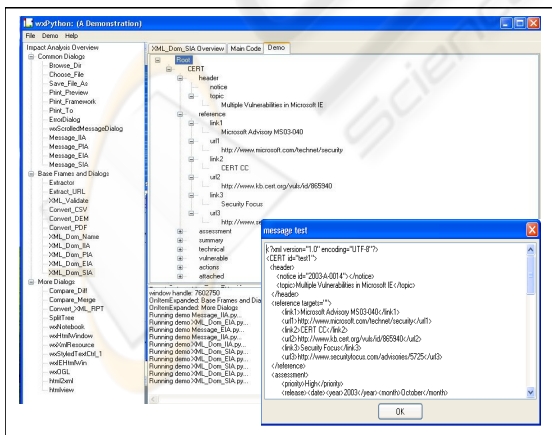 wxPython: (A Demonstration)
File Demo Help
Impact Analysis Overview
Common Dialogs
Browse_Dir
Choose_File
Save_File_As
Print_Preview
Print_Framework
Print_To
ErrorDialog
wxScrolledMessageDialog
Message_IIA
Message_PIA
Message_EIA
Message_SIA
Base Frames and Dialogs
Extractor
Extract_URL
XML_Validate
Convert_CSV
Convert_DEM
Convert_PDF
XML_Dom_Name
XML_Dom_IIA
XML_Dom_PIA
XML_Dom_EIA
XML_Dom_SIA
More Dialogs
Compare_Diff
Compare_Merge
Convert_XML_RPT
SplitTree
wxNotebook
wxHtmlWindow
wxXmlResource
wxStyledTextCtrl_1
wxIEHtmlWin
wxOGL
html2xml
htmlview
XML_Dom_SIA Overview Main Code Demo
Root
CERT
header
notice
topic
Multiple Vulnerabilities in Microsoft IE
reference
link1
Microsoft Advisory MS03-040
url1
http://www.microsoft.com/technet/security
link2
CERT CC
url2
http://www.kb.cert.org/vuls/id/865940
link3
Security Focus
url3
http://www.se
assessment
summary
technical
vulnerable
actions
attached
window handle: 7602750
OnItemExpanded: Base Frames and Dia
OnItemExpanded: More Dialogs
Running demo Message_IIA.py...
Running demo XML_Dom_EIA.py...
Running demo Message_EIA.py...
Running demo XML_Dom_IIA.py...
Running demo XML_Dom_SIA.py...
Running demo XML_Dom_EIA.py...
Running demo XML_Dom_SIA.py...
Running demo XML_Dom_SIA.py...
message test
<?xml version="1.0" encoding="UTF-8"?>
<CERT id="test1">
<header>
<notice id="2003-A-0014"></notice>
<topic>Multiple Vulnerabilities in Microsoft IE</topic>
</header>
<reference targets="">
<link1>Microsoft Advisory MS03-040</link1>
<url1>http://www.microsoft.com/technet/security</url1>
<link2>CERT CC</link2>
<url2>http://www.kb.cert.org/vuls/id/865940</url2>
<link3>Security Focus</link3>
<url3>http://www.securityfocus.com/advisories/5725</url3>
</reference>
<assessment>
<priority>High</priority>
<release><date><year>2003</year><month>October</month>
OK